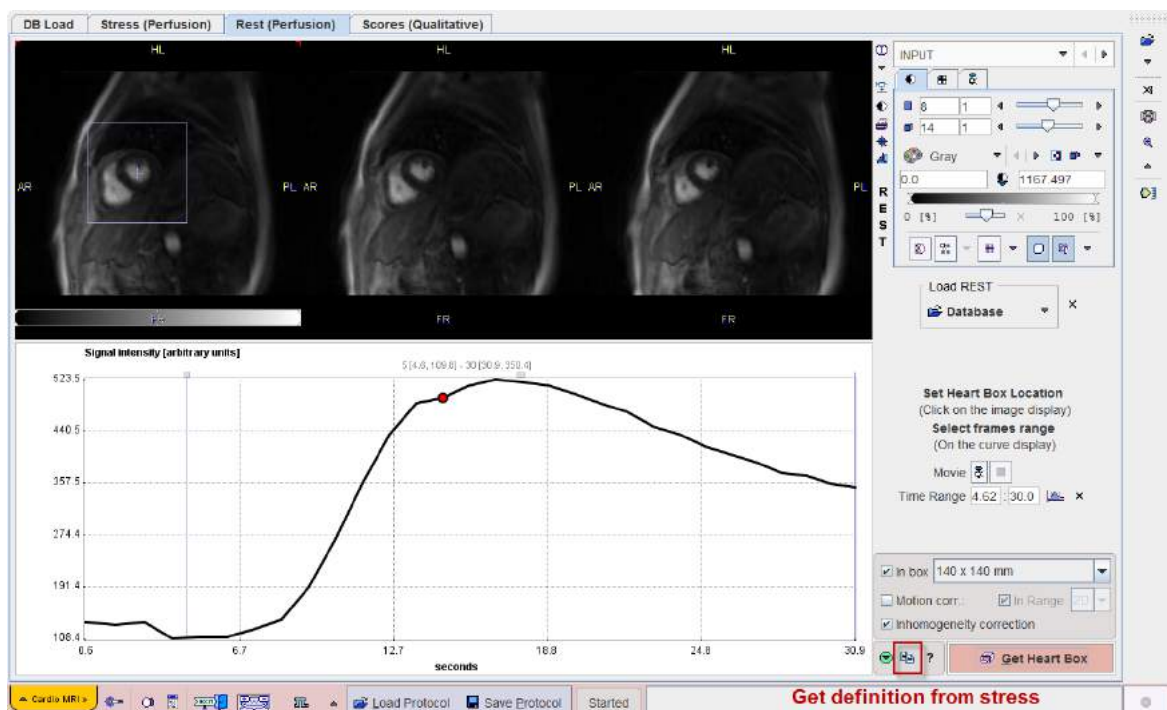 DB Load Stress (Perfusion) Rest (Perfusion) Scores (Qualitative)
HL HL HL
AR PL AR PL AR PL
FR FR
INPUT
8 1
14 1
Gray
0.0 1167.497
0 [%] 100 [%]
R
E
S
T
Load REST
Database
Set Heart Box Location
(Click on the image display)
Select frames range
(On the curve display)
Movie
Time Range 4.62 : 30.0
Signal intensity [arbitrary units]
5 [4.6, 109.8] - 30 [30.9, 350.4]
523.5
440.5
357.5
274.4
191.4
108.4
0.6 6.7 12.7 18.8 24.8 30.9
seconds
In box 140 x 140 mm
Motion corr.: In Range 2D
Inhomogeneity correction
? Get Heart Box
Cardio MRI Load Protocol Save Protocol Started
Get definition from stress